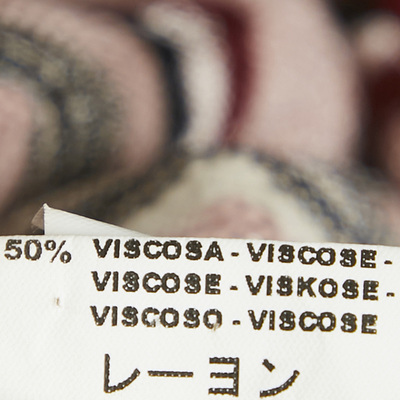 50% VISCOSA - VISCOSE -
VISCOSE - VISKOSE -
VISCOSO - VISCOSE
レーヨン